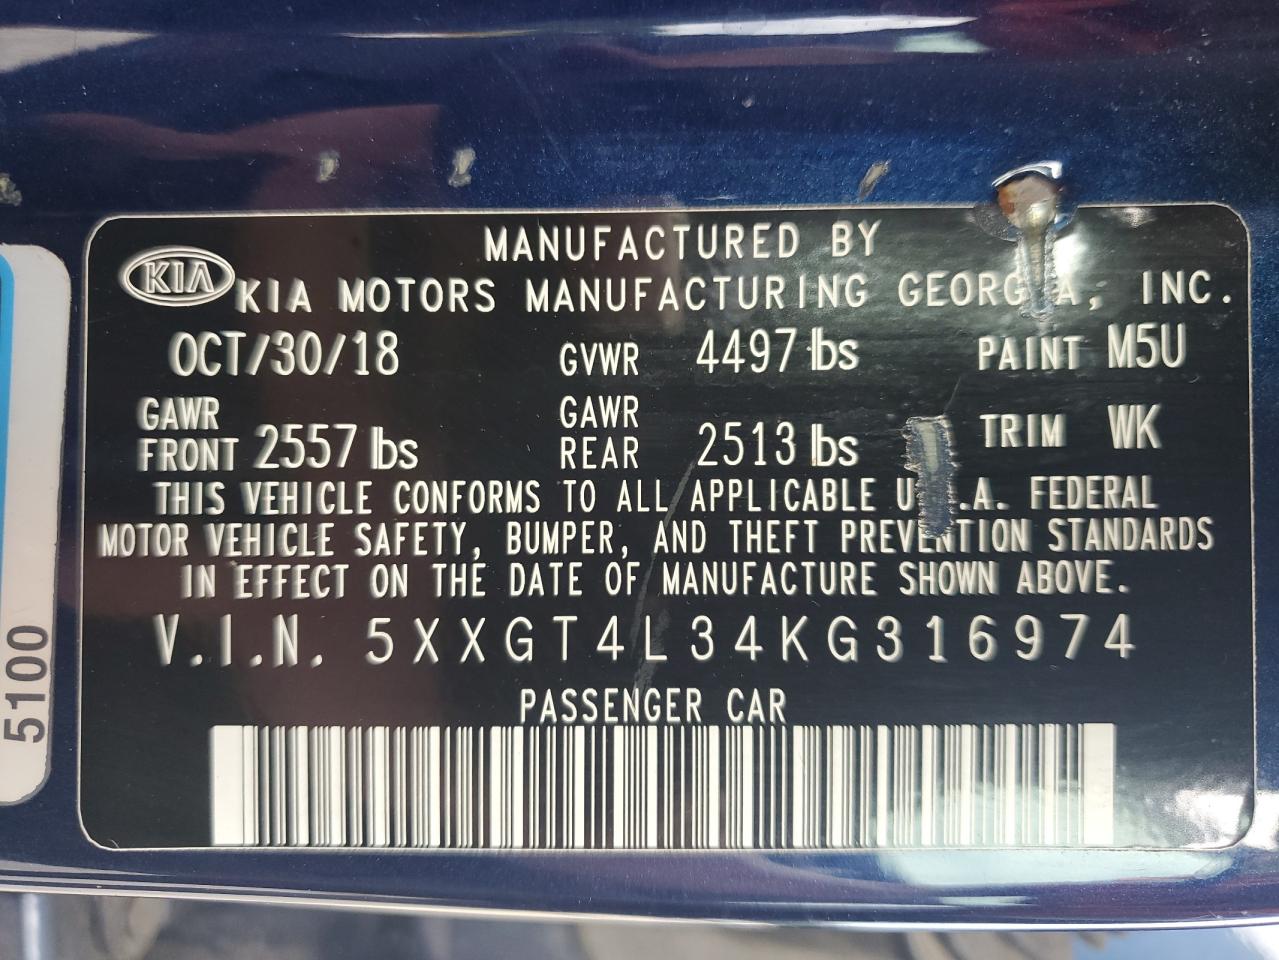 MANUFACTURED BY
KIA KIA MOTORS MANUFACTURING GEORGIA, INC.
OCT/30/18 GVWR 4497 lbs PAINT M5U
GAWR FRONT 2557 lbs GAWR REAR 2513 lbs TRIM WK
THIS VEHICLE CONFORMS TO ALL APPLICABLE U.S.A. FEDERAL
MOTOR VEHICLE SAFETY, BUMPER, AND THEFT PREVENTION STANDARDS
IN EFFECT ON THE DATE OF MANUFACTURE SHOWN ABOVE.
V.I.N. 5XXGT4L34KG316974
PASSENGER CAR
5100